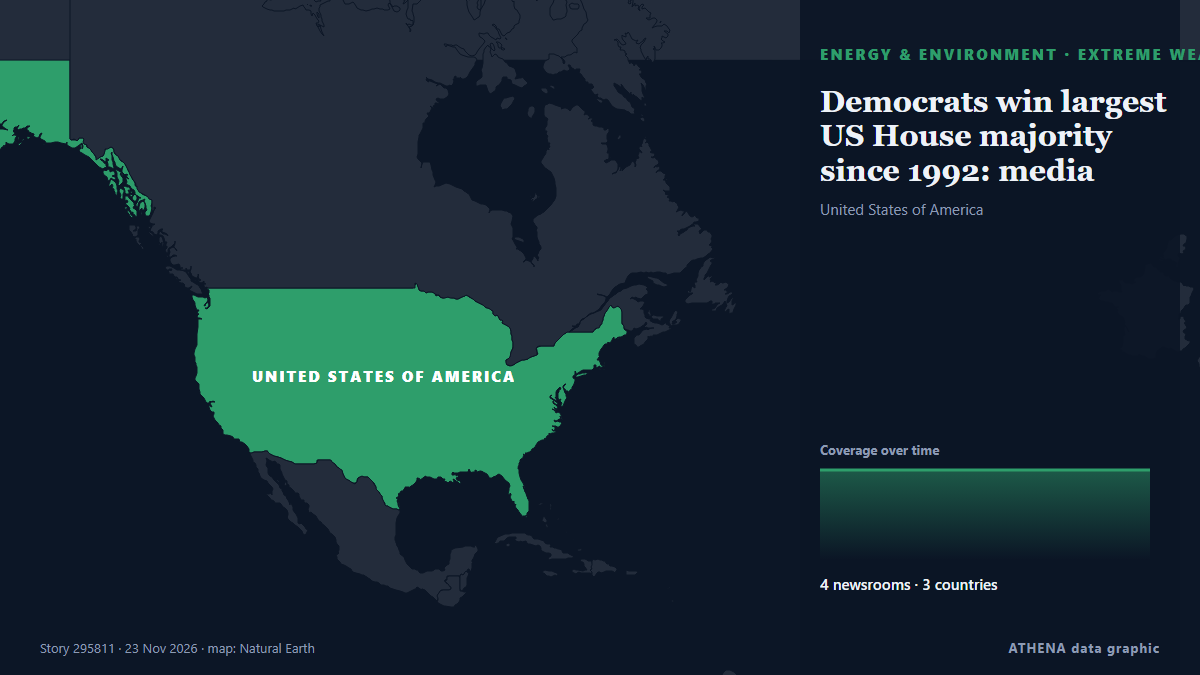 ENERGY & ENVIRONMENT · EXTREME
Democrats win largest
US House majority
since 1992: media
United States of America
UNITED STATES OF AMERICA
Coverage over time
4 newsrooms · 3 countries
Story 295811 · 23 Nov 2026 · map: Natural Earth
ATHENA data graphic